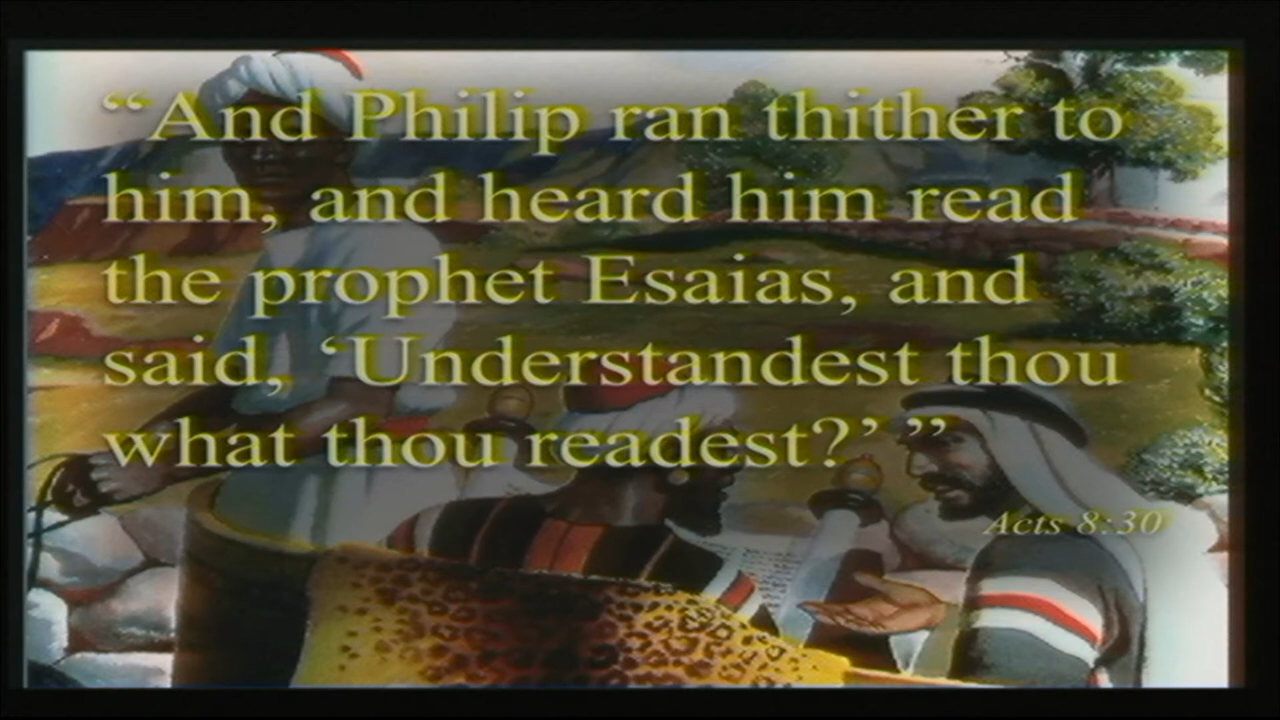 “And Philip ran thither to
him, and heard him read
the prophet Esaias, and
said, ‘Understandest thou
what thou readest?’ ”
Acts 8:30